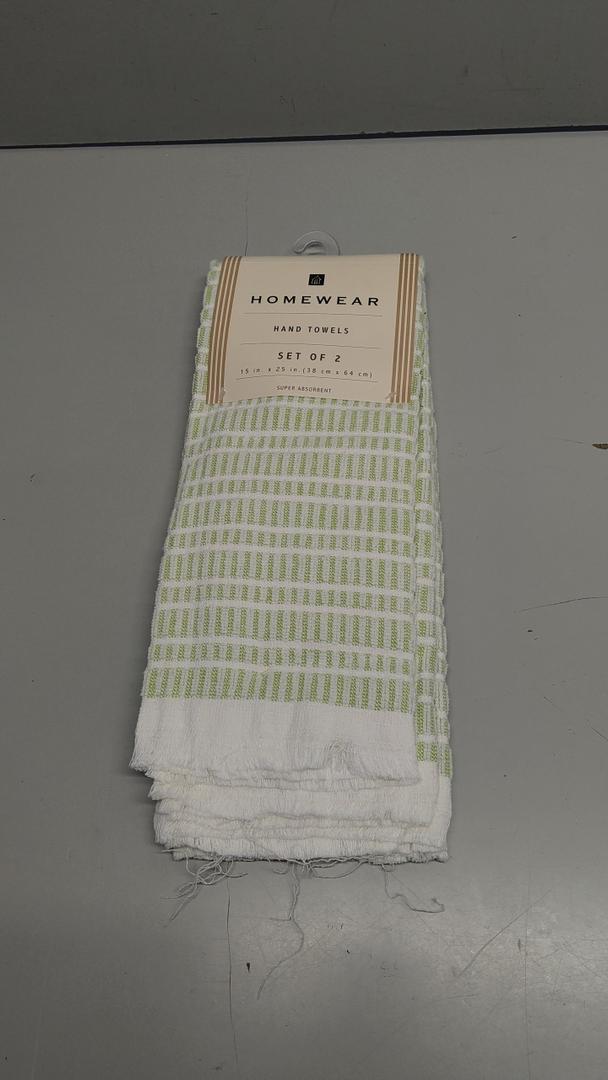 HOMEWEAR
HAND TOWELS
SET OF 2
15 in. x 25 in. (38 cm x 64 cm)
SUPER ABSORBENT